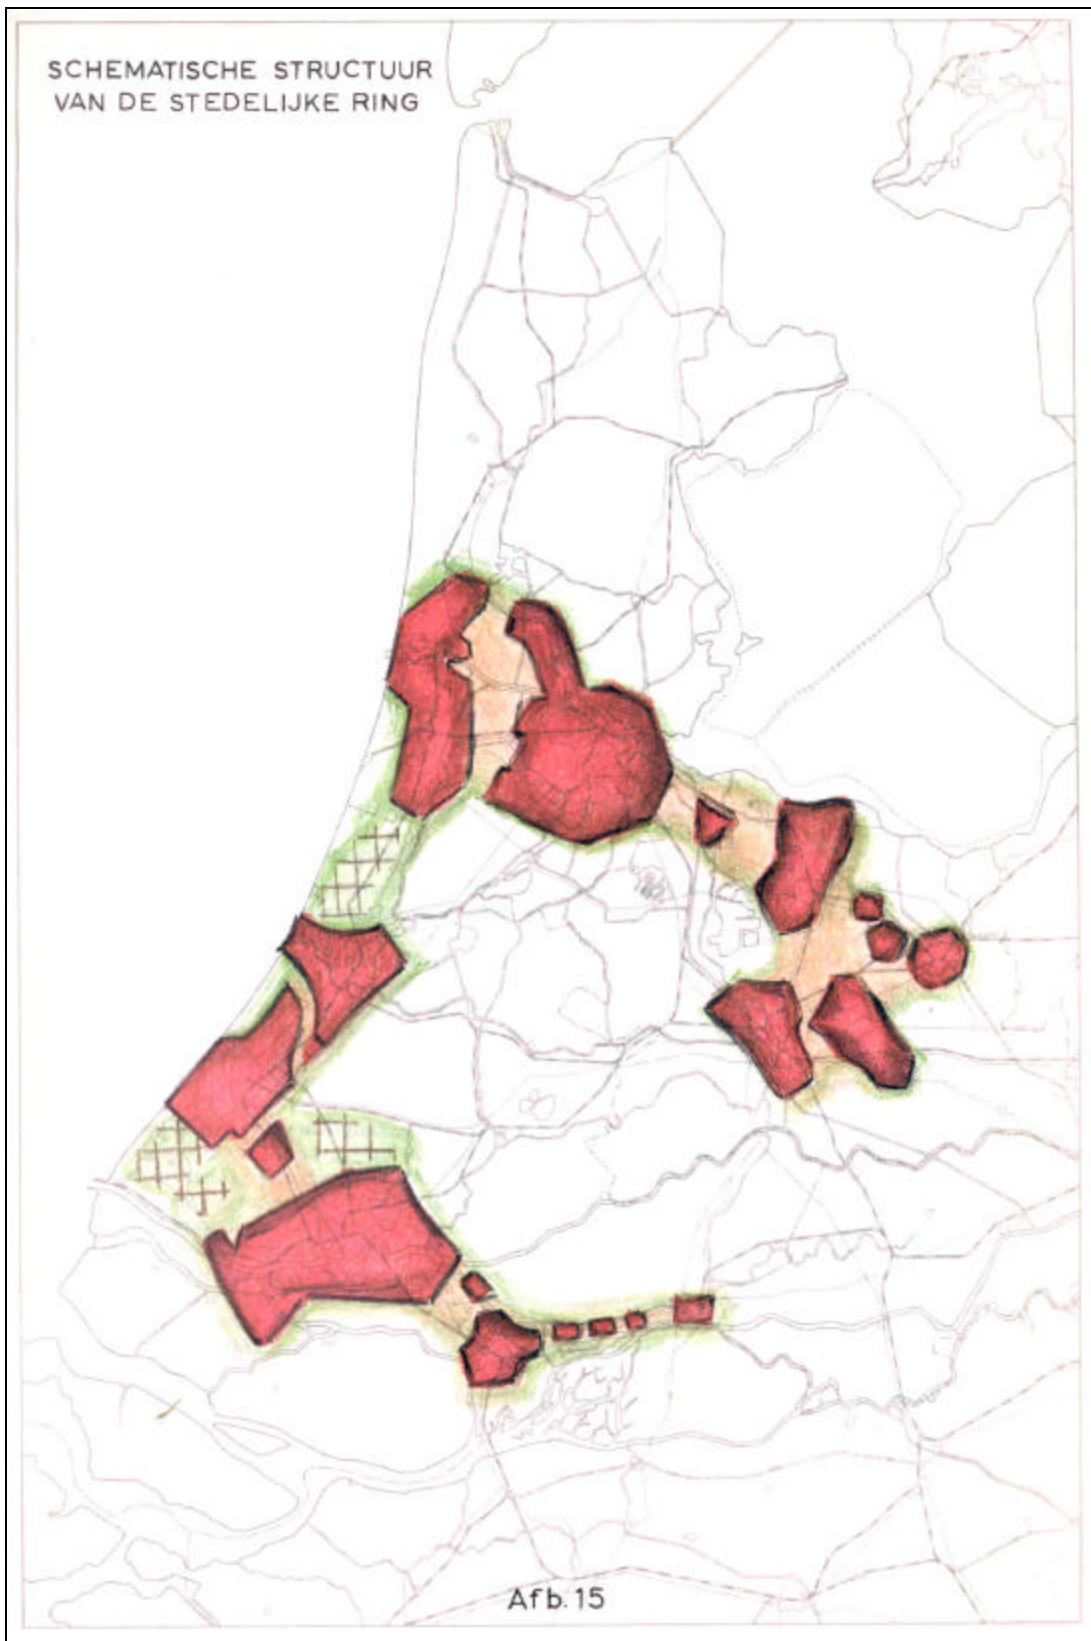 SCHEMATISCHE STRUCTUUR
VAN DE STEDELIJKE RING
Afb. 15